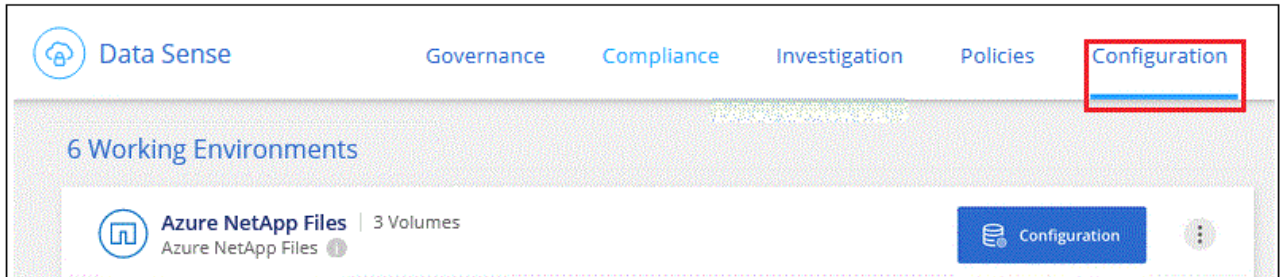 Data Sense Governance Compliance Investigation Policies Configuration
6 Working Environments
Azure NetApp Files | 3 Volumes
Azure NetApp Files
Configuration